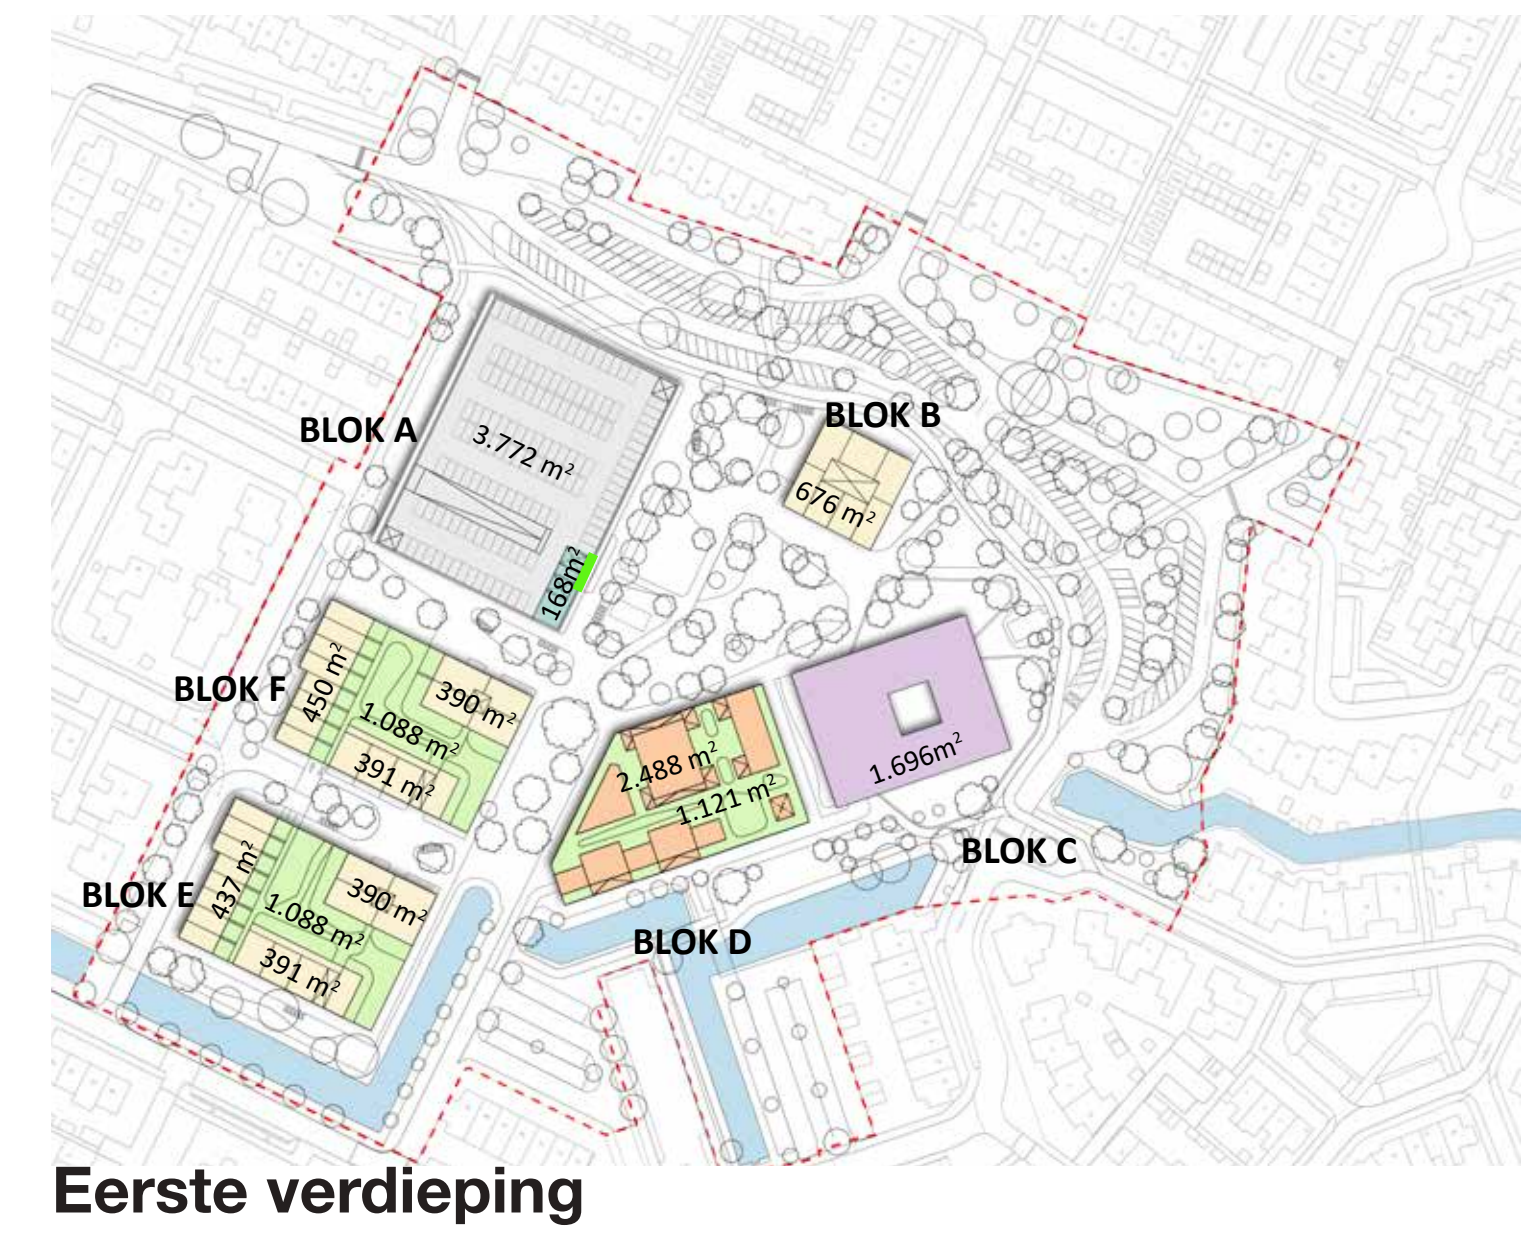 BLOK A
3.772 m²
168m²
BLOK B
676 m²
BLOK F
450 m²
390 m²
1.088 m²
391 m²
2.488 m²
1.121 m²
1.696m²
BLOK C
BLOK E
437 m²
390 m²
1.088 m²
391 m²
BLOK D
Eerste verdieping